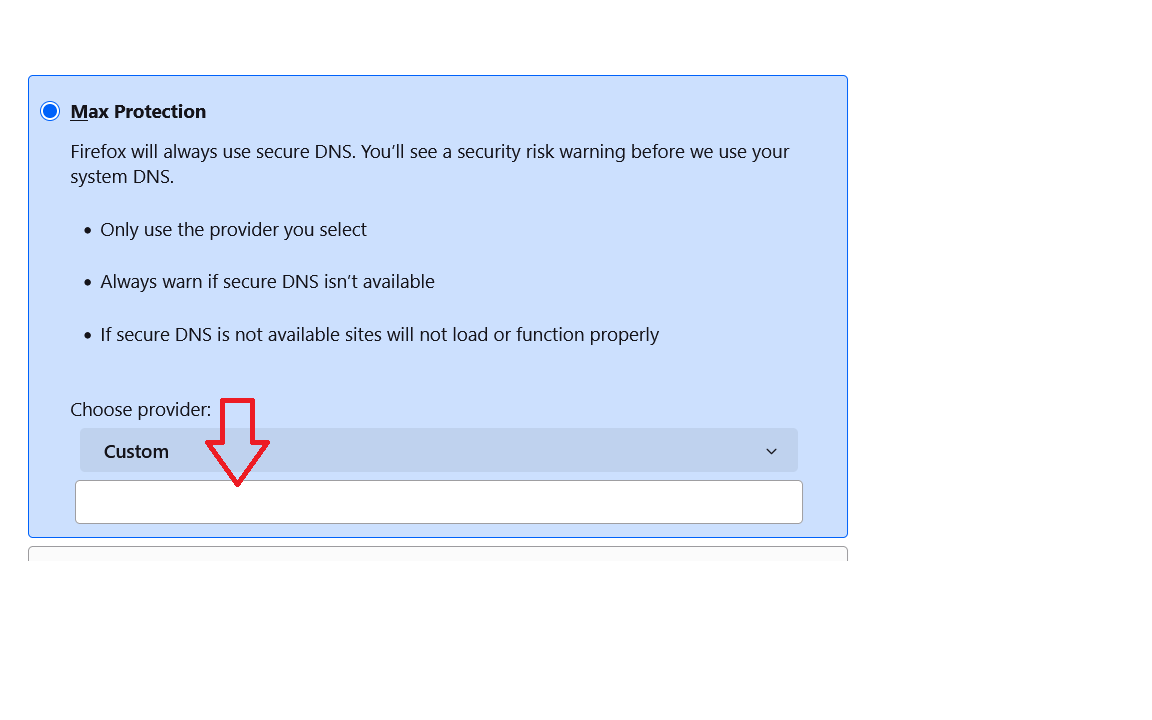 Max Protection
Firefox will always use secure DNS. You’ll see a security risk warning before we use your
system DNS.
• Only use the provider you select
• Always warn if secure DNS isn’t available
• If secure DNS is not available sites will not load or function properly
Choose provider:
Custom